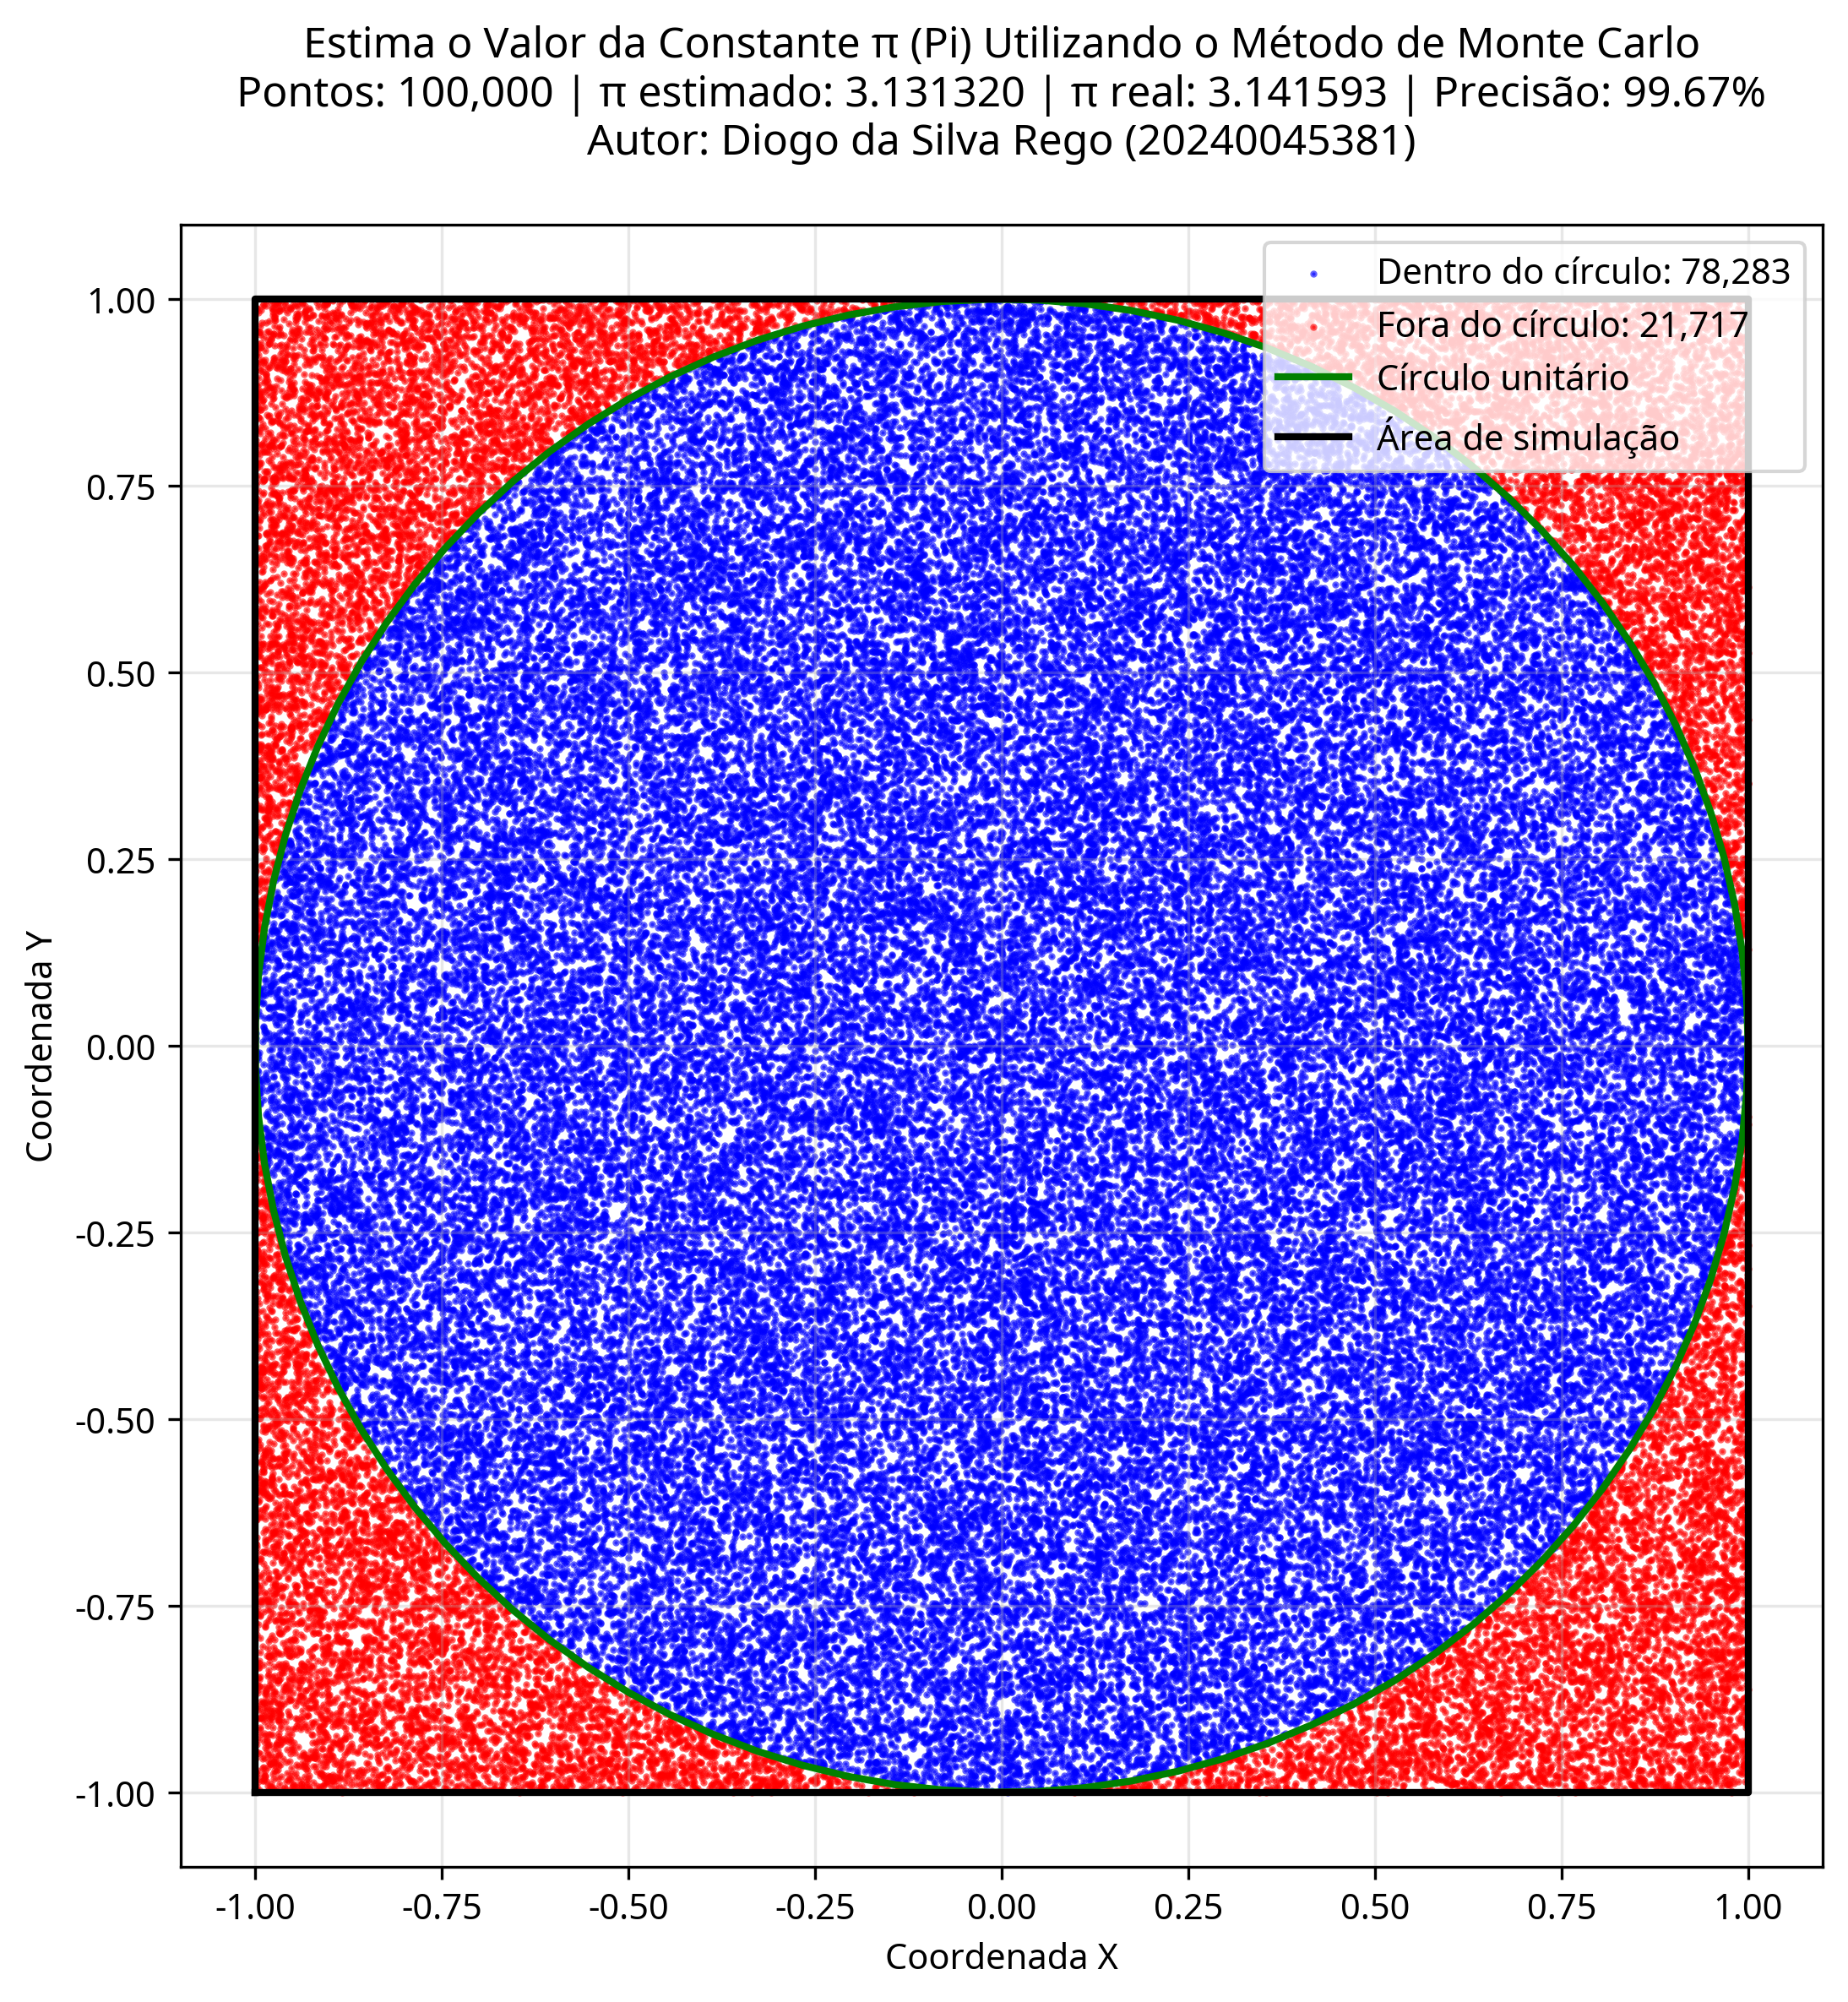 Estima o Valor da Constante π (Pi) Utilizando o Método de Monte Carlo
Pontos: 100,000 | π estimado: 3.131320 | π real: 3.141593 | Precisão: 99.67%
Autor: Diogo da Silva Rego (20240045381)
Dentro do círculo: 78,283
Fora do círculo: 21,717
Círculo unitário
Área de simulação
1.00
0.75
0.50
0.25
0.00
-0.25
-0.50
-0.75
-1.00
Coordenada Y
-1.00 -0.75 -0.50 -0.25 0.00 0.25 0.50 0.75 1.00
Coordenada X